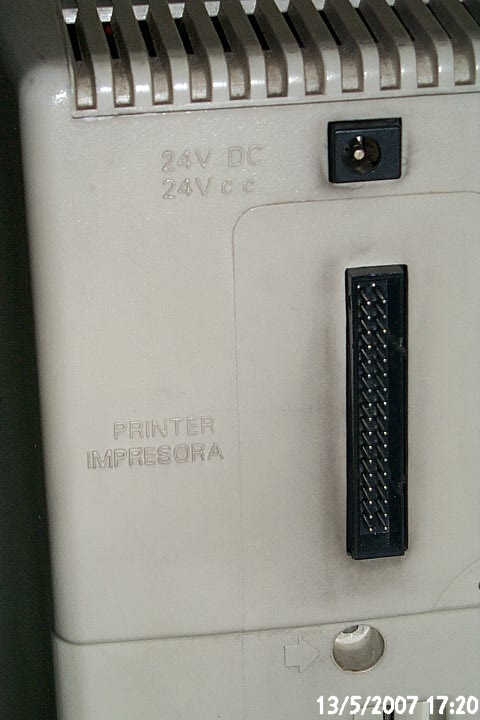 24V DC
24V c c
PRINTER
IMPRESORA
13/5/2007 17:20